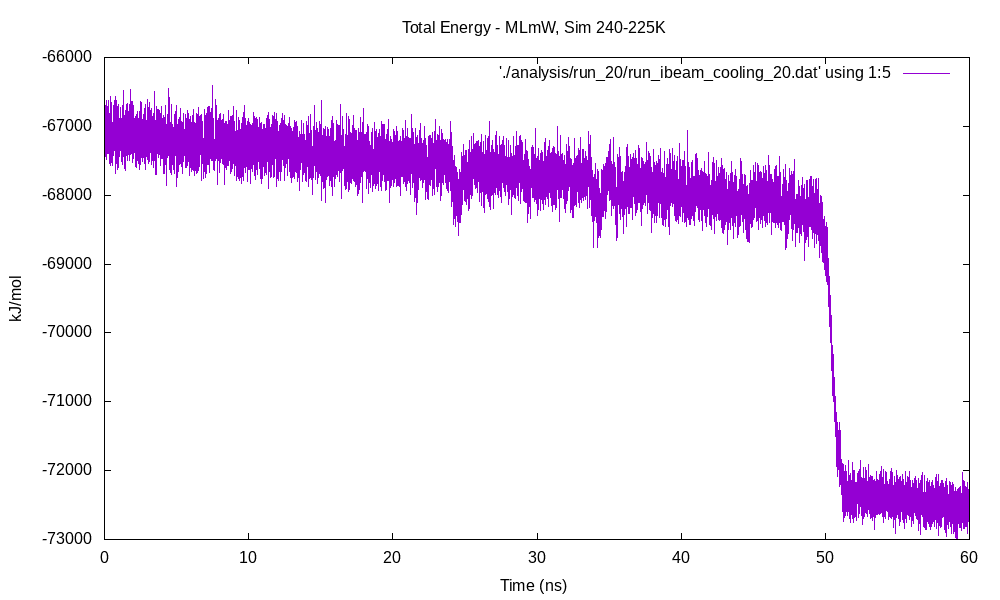 Total Energy - MLmW, Sim 240-225K
'./analysis/run_20/run_ibeam_cooling_20.dat' using 1:5
-66000
-67000
-68000
-69000
-70000
-71000
-72000
-73000
kJ/mol
0 10 20 30 40 50 60
Time (ns)